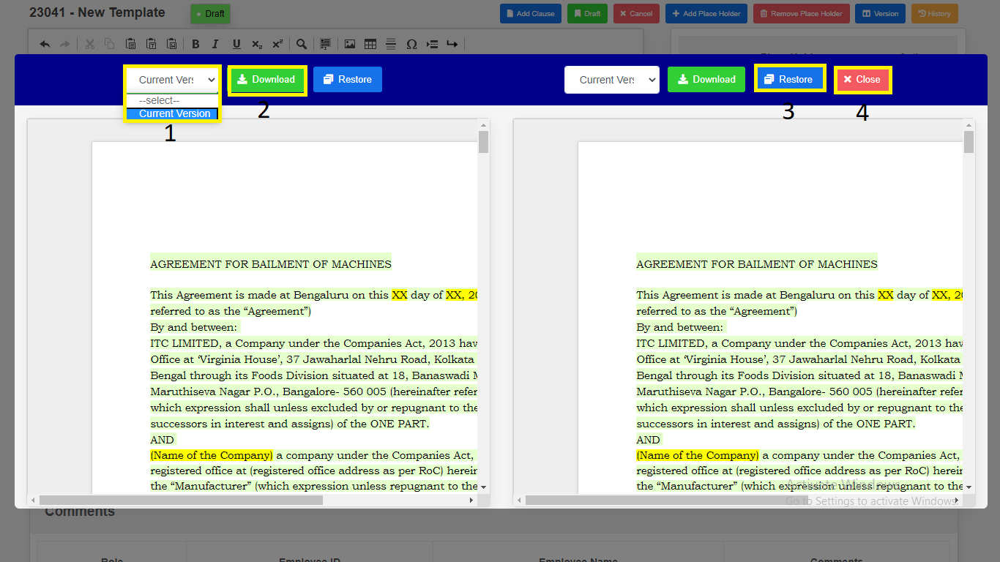 23041 - New Template
Draft
Add Clause
Draft
Cancel
Add Place Holder
Remove Place Holder
Version
History
B I U x₂ x² Ω
Current Vers
Download
Restore
--select--
Current Version
1
2
Current Vers
Download
Restore
Close
3
4
AGREEMENT FOR BAILMENT OF MACHINES
This Agreement is made at Bengaluru on this XX day of XX, 20
referred to as the “Agreement”)
By and between:
ITC LIMITED, a Company under the Companies Act, 2013 hav
Office at ‘Virginia House’, 37 Jawaharlal Nehru Road, Kolkata
Bengal through its Foods Division situated at 18, Banaswadi M
Maruthiseva Nagar P.O., Bangalore- 560 005 (hereinafter refer
which expression shall unless excluded by or repugnant to the
successors in interest and assigns) of the ONE PART.
AND
(Name of the Company) a company under the Companies Act,
registered office at (registered office address as per RoC) herein
the “Manufacturer” (which expression unless repugnant to the
AGREEMENT FOR BAILMENT OF MACHINES
This Agreement is made at Bengaluru on this XX day of XX, 20
referred to as the “Agreement”)
By and between:
ITC LIMITED, a Company under the Companies Act, 2013 hav
Office at ‘Virginia House’, 37 Jawaharlal Nehru Road, Kolkata
Bengal through its Foods Division situated at 18, Banaswadi M
Maruthiseva Nagar P.O., Bangalore- 560 005 (hereinafter refer
which expression shall unless excluded by or repugnant to the
successors in interest and assigns) of the ONE PART.
AND
(Name of the Company) a company under the Companies Act,
registered office at (registered office address as per RoC) herein
the “Manufacturer” (which expression unless repugnant to the
Activate Windows
Go to Settings to activate Windows.
Comments
Role
Employee ID
Employee Name
Comments